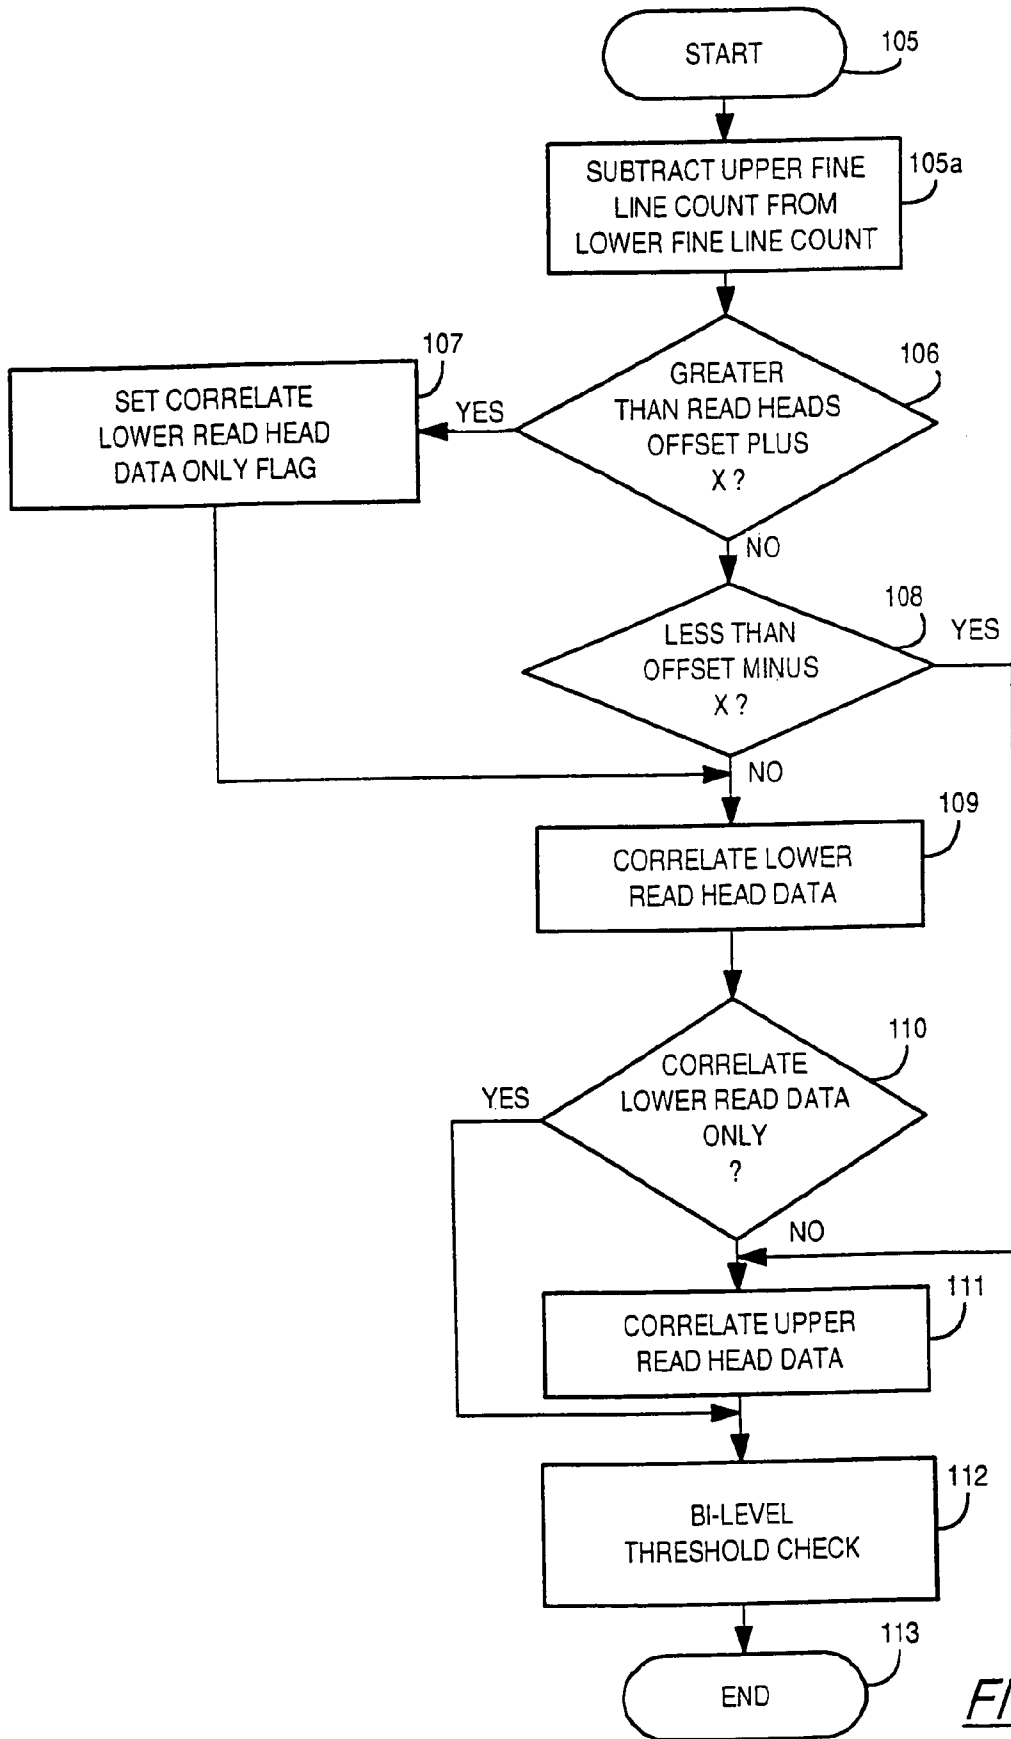 START
105
SUBTRACT UPPER FINE
LINE COUNT FROM
LOWER FINE LINE COUNT
105a
GREATER
THAN READ HEADS
OFFSET PLUS
X ?
106
YES
107
SET CORRELATE
LOWER READ HEAD
DATA ONLY FLAG
NO
LESS THAN
OFFSET MINUS
X ?
108
YES
NO
109
CORRELATE LOWER
READ HEAD DATA
110
CORRELATE
LOWER READ DATA
ONLY
?
YES
NO
111
CORRELATE UPPER
READ HEAD DATA
112
BI-LEVEL
THRESHOLD CHECK
113
END